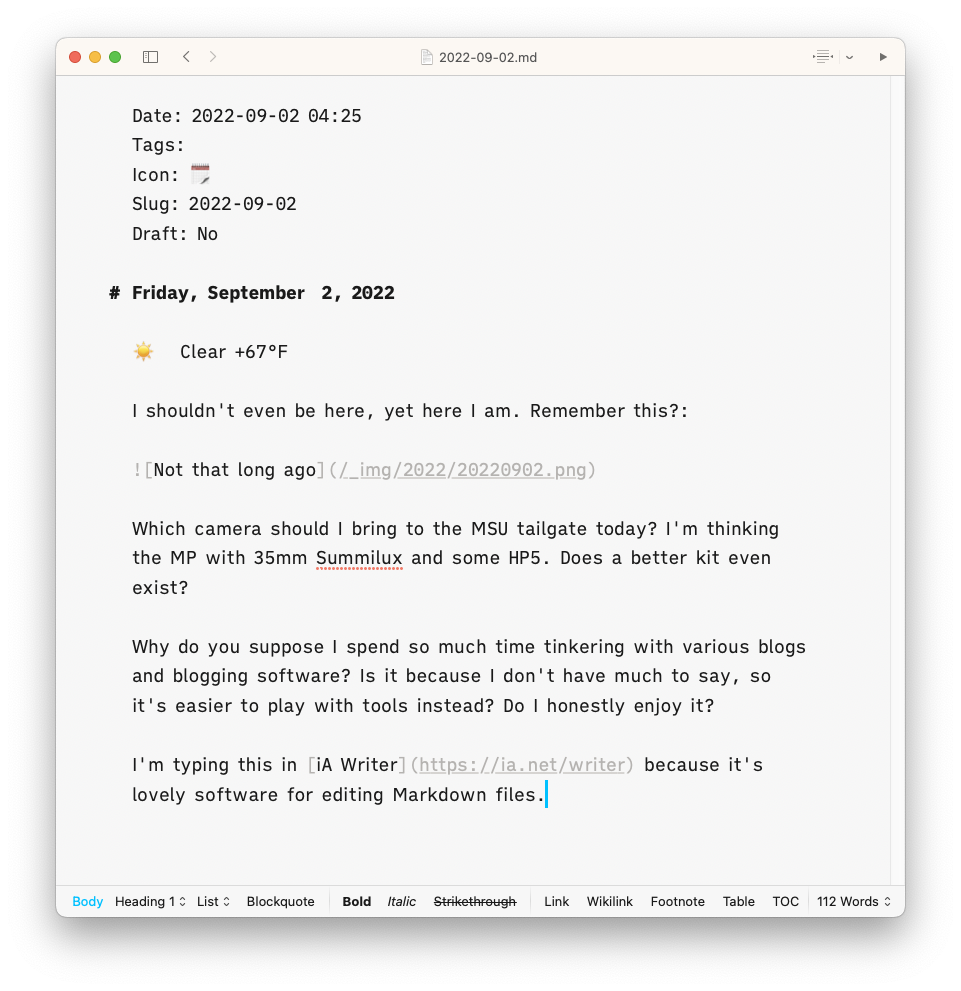 2022-09-02.md
Date: 2022-09-02 04:25
Tags:
Icon: 🗒️
Slug: 2022-09-02
Draft: No
# Friday, September  2, 2022
☀️  Clear +67°F
I shouldn't even be here, yet here I am. Remember this?:
![Not that long ago](/_img/2022/20220902.png)
Which camera should I bring to the MSU tailgate today? I'm thinking
the MP with 35mm Summilux and some HP5. Does a better kit even
exist?
Why do you suppose I spend so much time tinkering with various blogs
and blogging software? Is it because I don't have much to say, so
it's easier to play with tools instead? Do I honestly enjoy it?
I'm typing this in [iA Writer](https://ia.net/writer) because it's
lovely software for editing Markdown files.
Body Heading 1 List Blockquote Bold Italic Strikethrough Link Wikilink Footnote Table TOC 112 Words